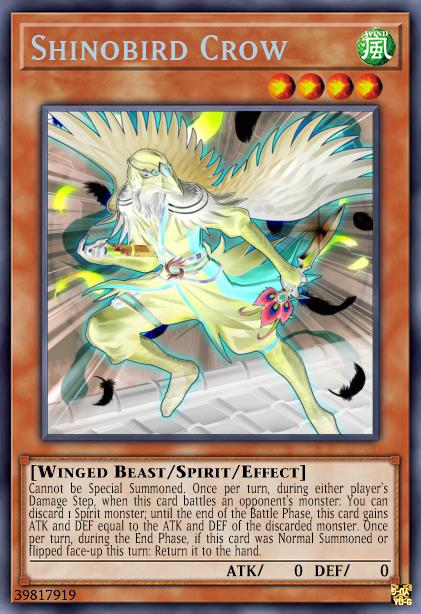 Shinobird Crow
WIND
風
[Winged Beast/Spirit/Effect]
Cannot be Special Summoned. Once per turn, during either player's
Damage Step, when this card battles an opponent's monster: You can
discard 1 Spirit monster; until the end of the Battle Phase, this card gains
ATK and DEF equal to the ATK and DEF of the discarded monster. Once
per turn, during the End Phase, if this card was Normal Summoned or
flipped face-up this turn: Return it to the hand.
ATK/ 0 DEF/ 0
39817919